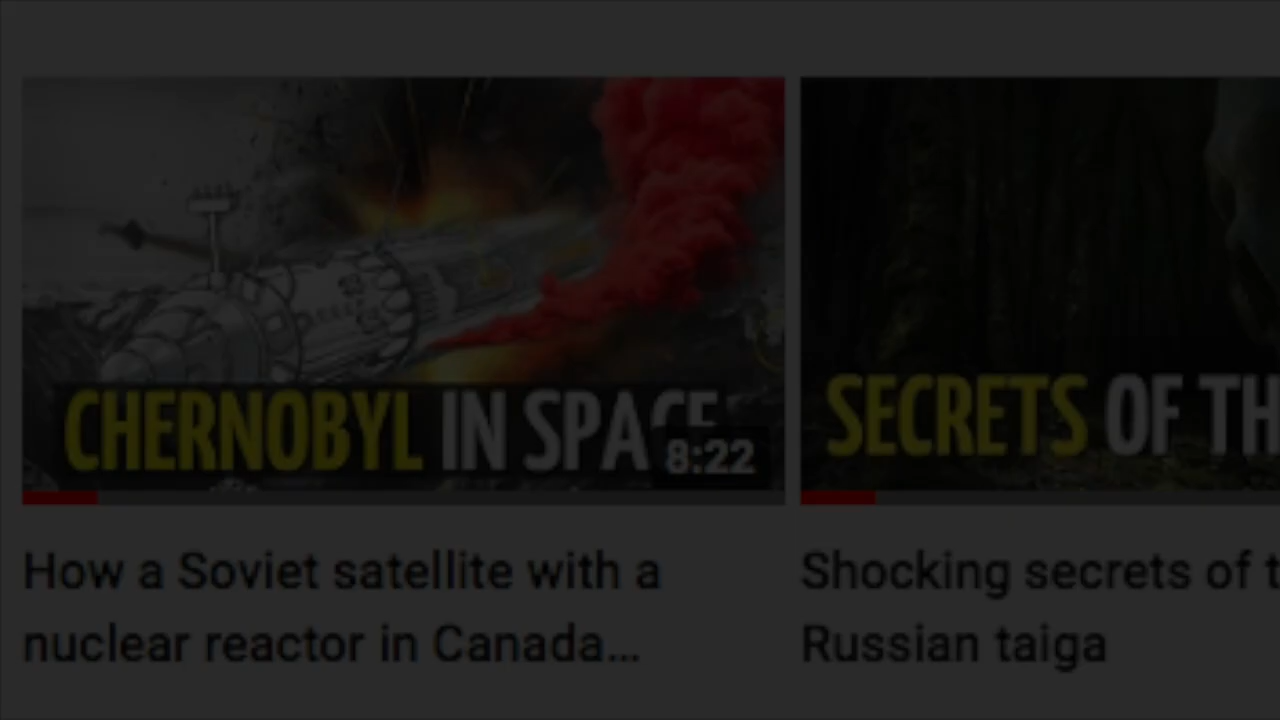 CHERNOBYL IN SPACE
8:22
How a Soviet satellite with a
nuclear reactor in Canada...
SECRETS OF TH
Shocking secrets of t
Russian taiga